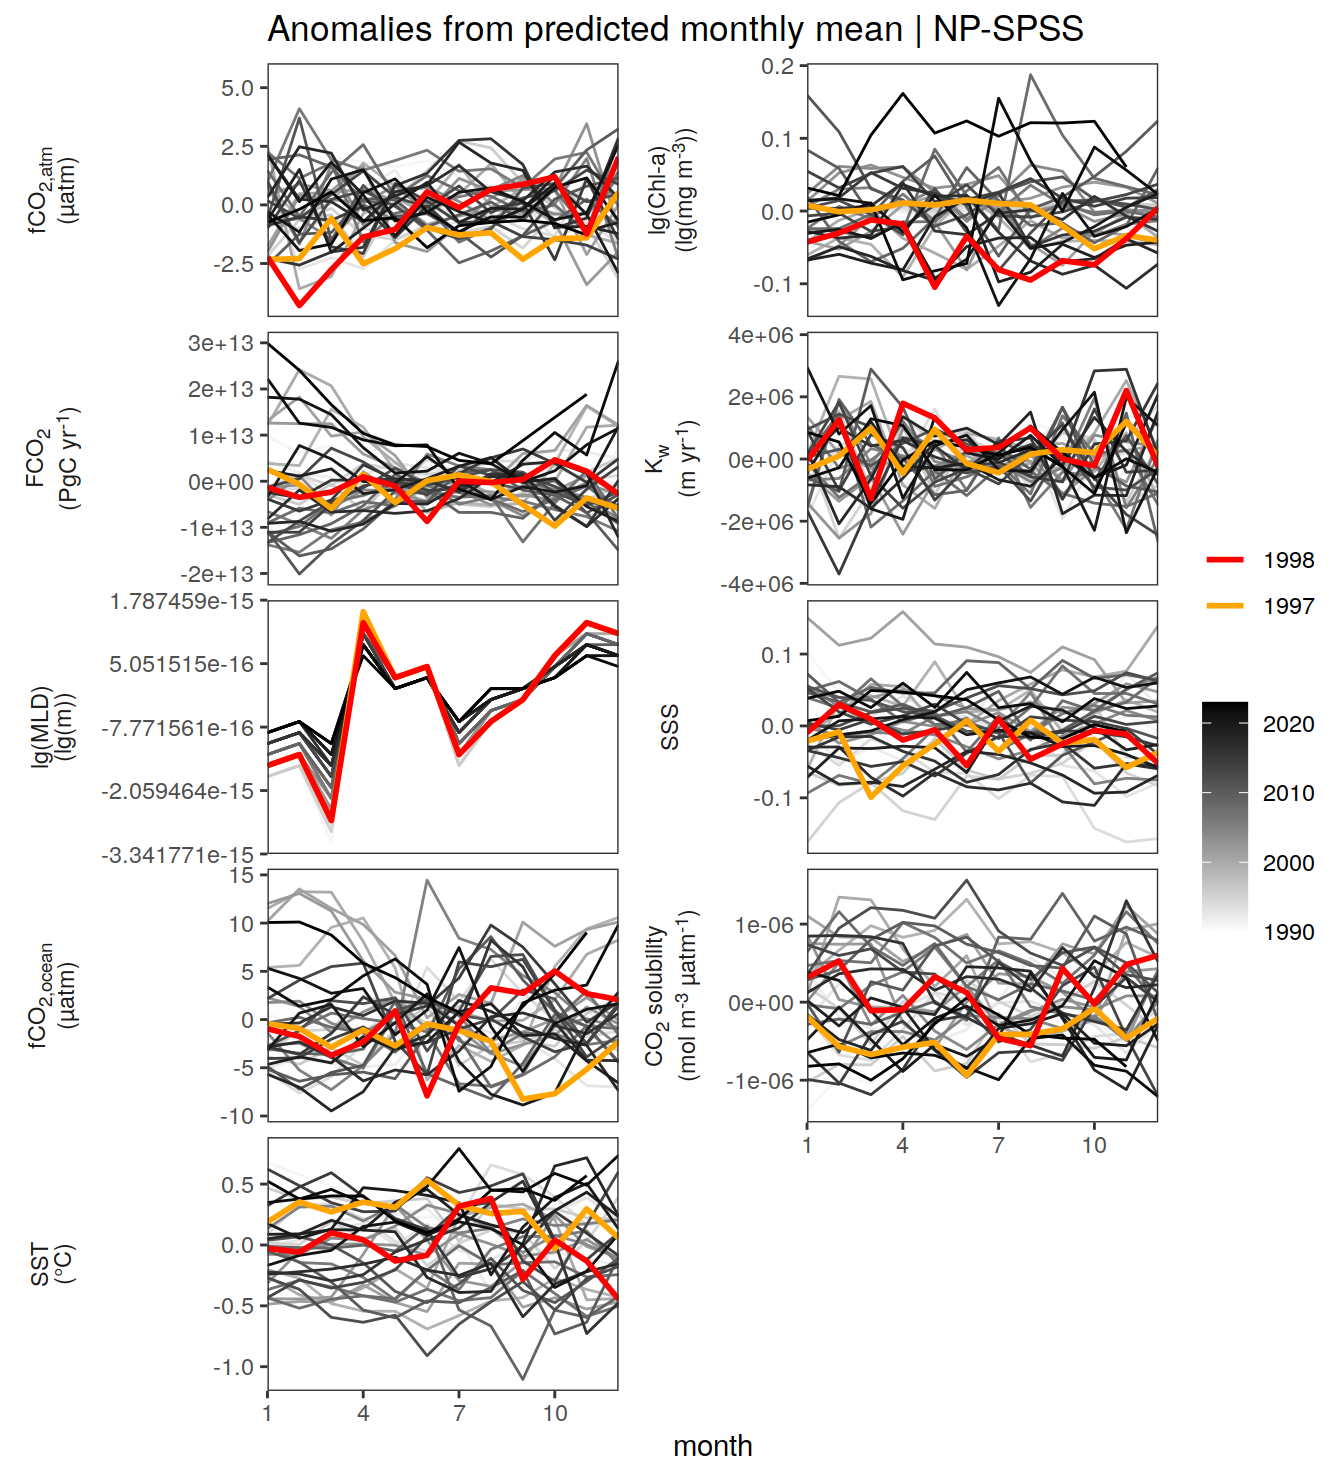 Anomalies from predicted monthly mean | NP-SPSS
fCO2,atm
(µatm)
5.0
2.5
0.0
-2.5
lg(Chl-a)
(lg(mg m-3))
0.2
0.1
0.0
-0.1
FCO2
(PgC yr-1)
3e+13
2e+13
1e+13
0e+00
-1e+13
-2e+13
Kw
(m yr-1)
4e+06
2e+06
0e+00
-2e+06
-4e+06
lg(MLD)
(lg(m))
1.787459e-15
5.051515e-16
-7.771561e-16
-2.059464e-15
-3.341771e-15
SSS
0.1
0.0
-0.1
fCO2,ocean
(µatm)
15
10
5
0
-5
-10
CO2 solubility
(mol m-3 µatm-1)
1e-06
0e+00
-1e-06
1 4 7 10
SST
(°C)
0.5
0.0
-0.5
-1.0
1 4 7 10
month
1998
1997
2020
2010
2000
1990